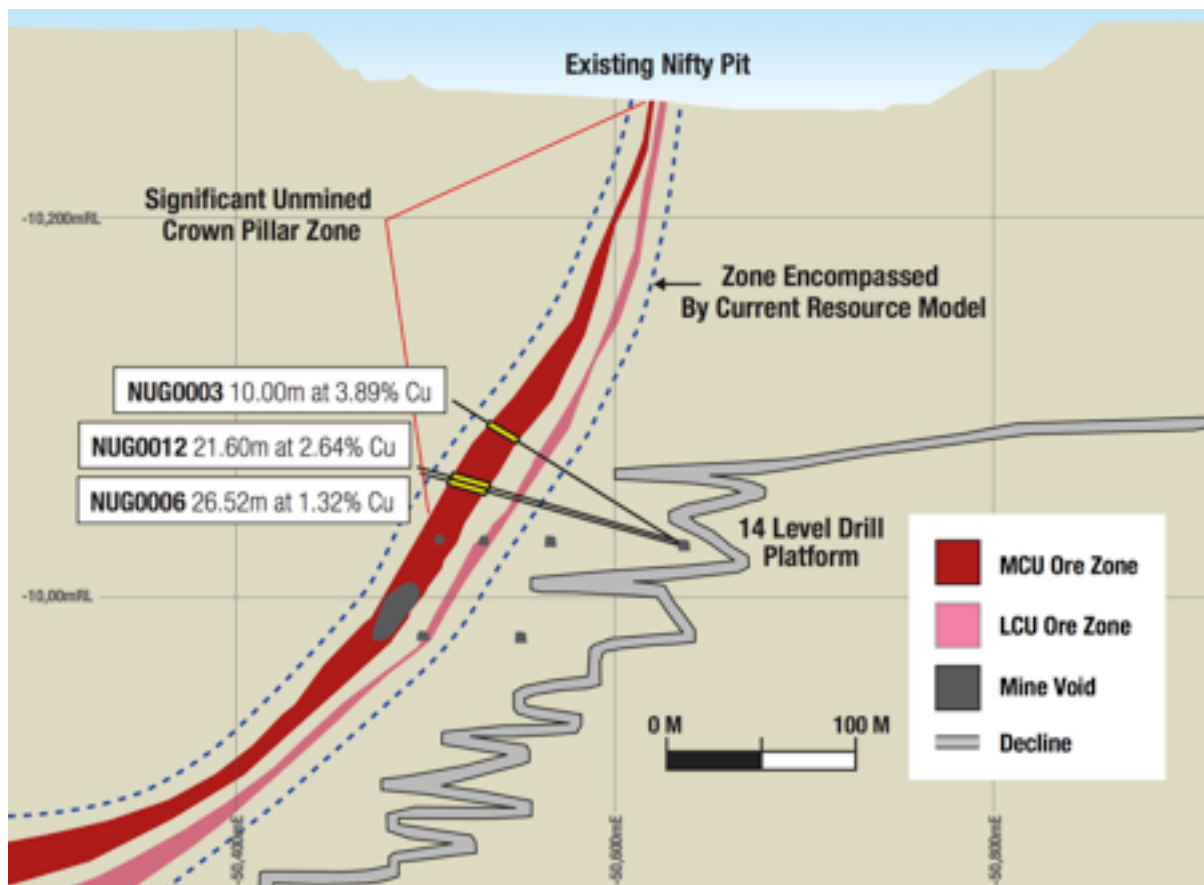 Existing Nifty Pit
Significant Unmined
Crown Pillar Zone
-10,200mRL
Zone Encompassed
By Current Resource Model
NUG0003 10.00m at 3.89% Cu
NUG0012 21.60m at 2.64% Cu
NUG0006 26.52m at 1.32% Cu
14 Level Drill
Platform
-10,00mRL
MCU Ore Zone
LCU Ore Zone
Mine Void
Decline
0 M 100 M
-50,600mE
-50,800mE